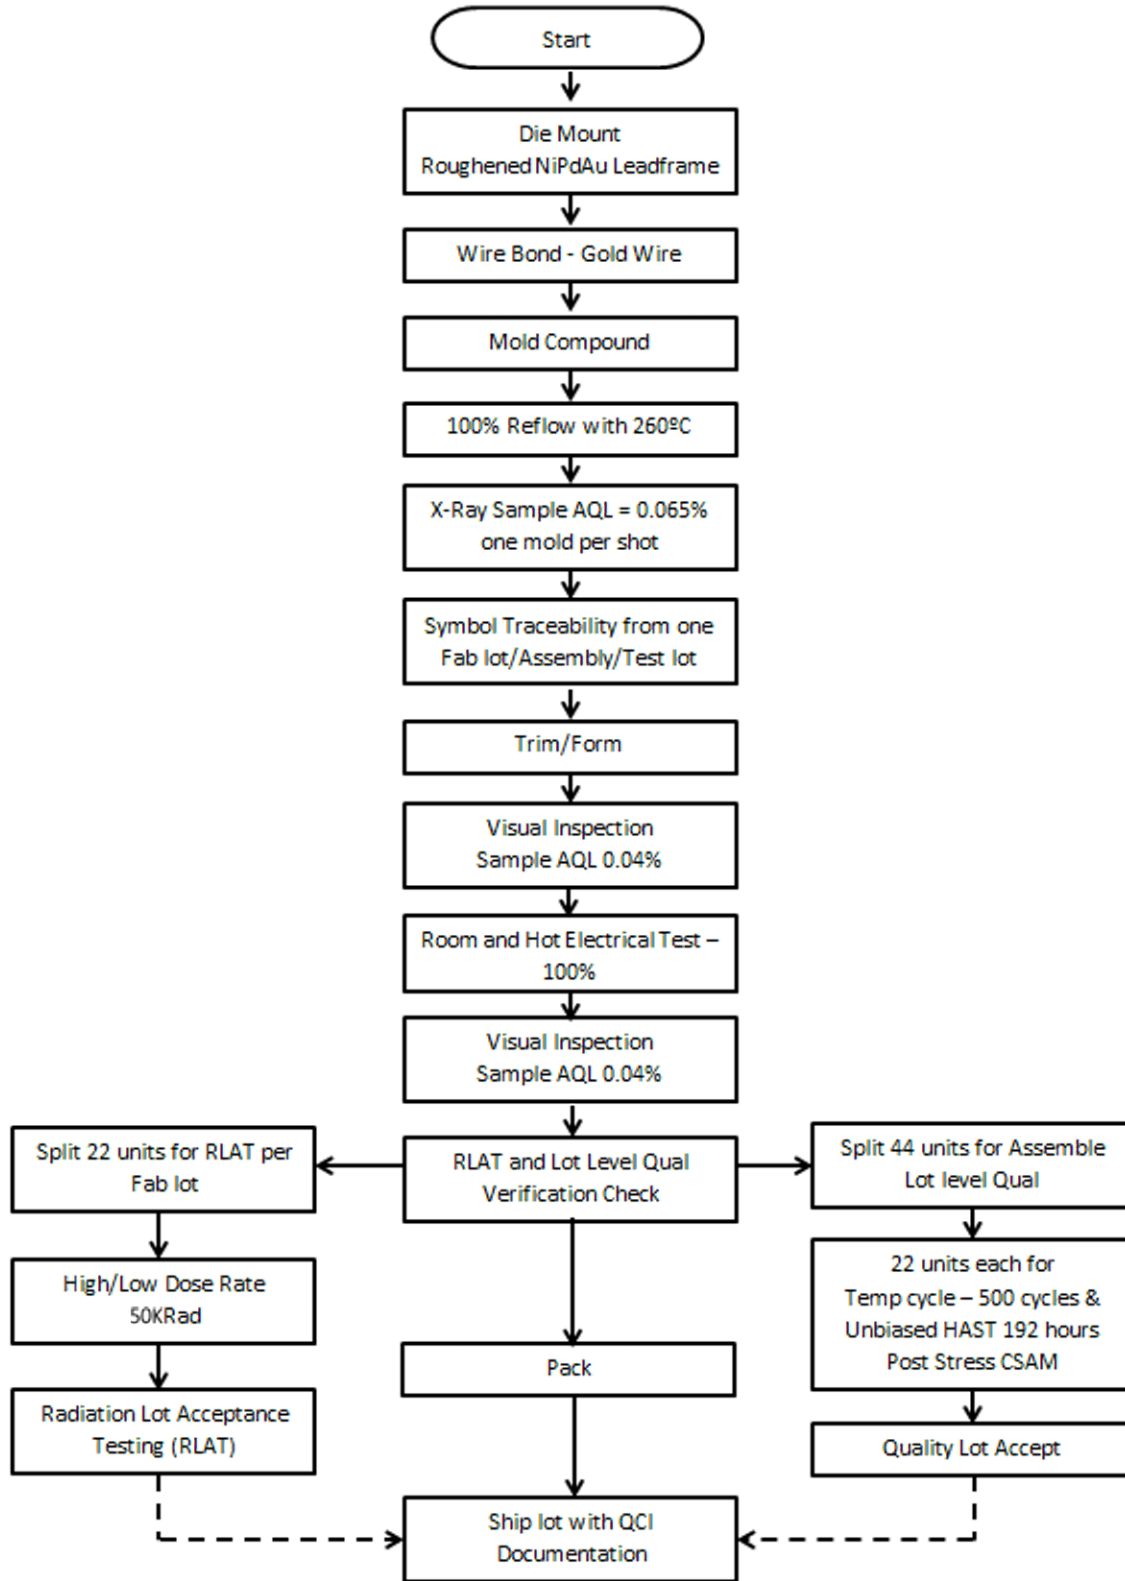 Start
Die Mount
Roughened NiPdAu Leadframe
Wire Bond - Gold Wire
Mold Compound
100% Reflow with 260ºC
X-Ray Sample AQL = 0.065%
one mold per shot
Symbol Traceability from one
Fab lot/Assembly/Test lot
Trim/Form
Visual Inspection
Sample AQL 0.04%
Room and Hot Electrical Test –
100%
Visual Inspection
Sample AQL 0.04%
RLAT and Lot Level Qual
Verification Check
Split 22 units for RLAT per
Fab lot
High/Low Dose Rate
50KRad
Radiation Lot Acceptance
Testing (RLAT)
Split 44 units for Assemble
Lot level Qual
22 units each for
Temp cycle – 500 cycles &
Unbiased HAST 192 hours
Post Stress CSAM
Quality Lot Accept
Pack
Ship lot with QCI
Documentation